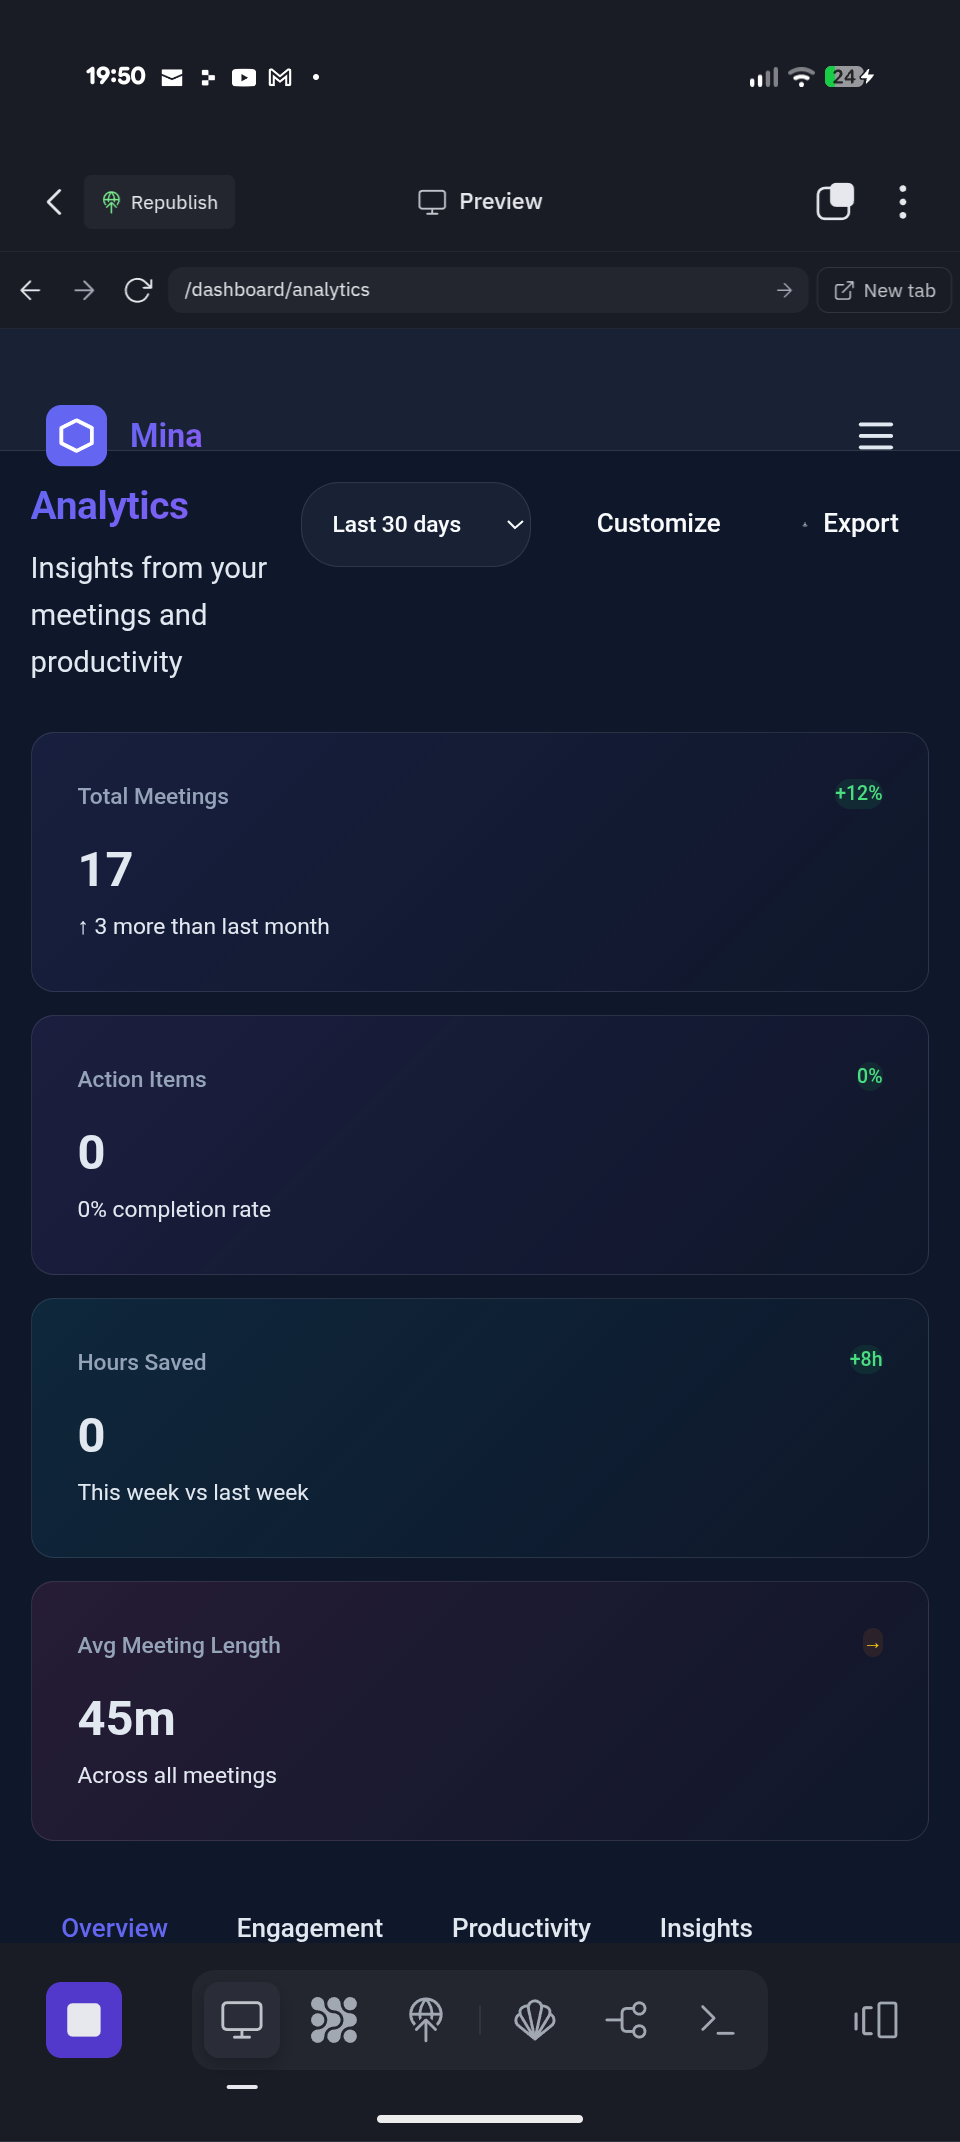 19:50
24
Republish
Preview
/dashboard/analytics
New tab
Mina
Analytics
Last 30 days
Customize
Export
Insights from your
meetings and
productivity
Total Meetings
+12%
17
↑ 3 more than last month
Action Items
0%
0
0% completion rate
Hours Saved
+8h
0
This week vs last week
Avg Meeting Length
→
45m
Across all meetings
Overview
Engagement
Productivity
Insights